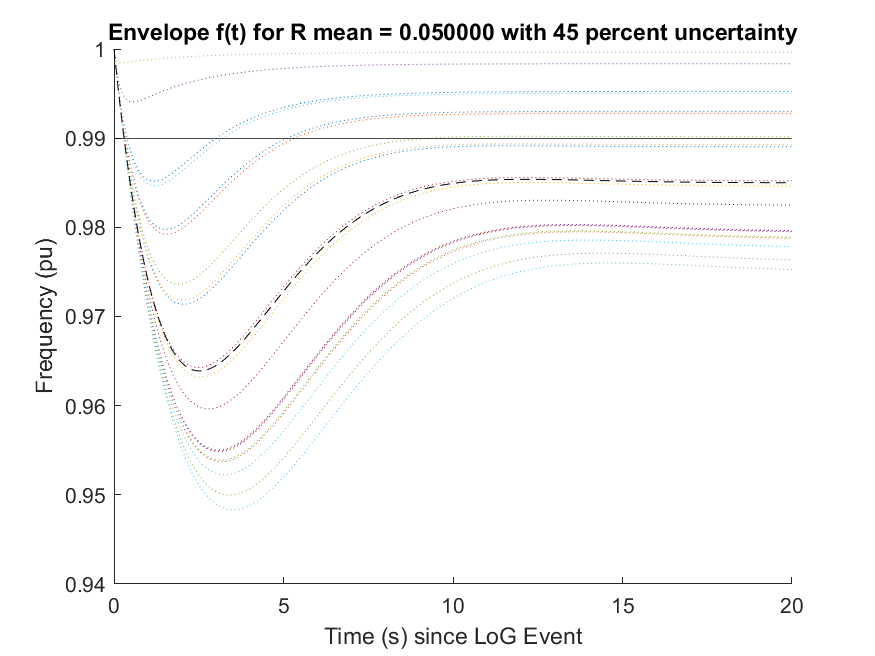 Envelope f(t) for R mean = 0.050000 with 45 percent uncertainty
1
0.99
0.98
0.97
0.96
0.95
0.94
Frequency (pu)
0 5 10 15 20
Time (s) since LoG Event